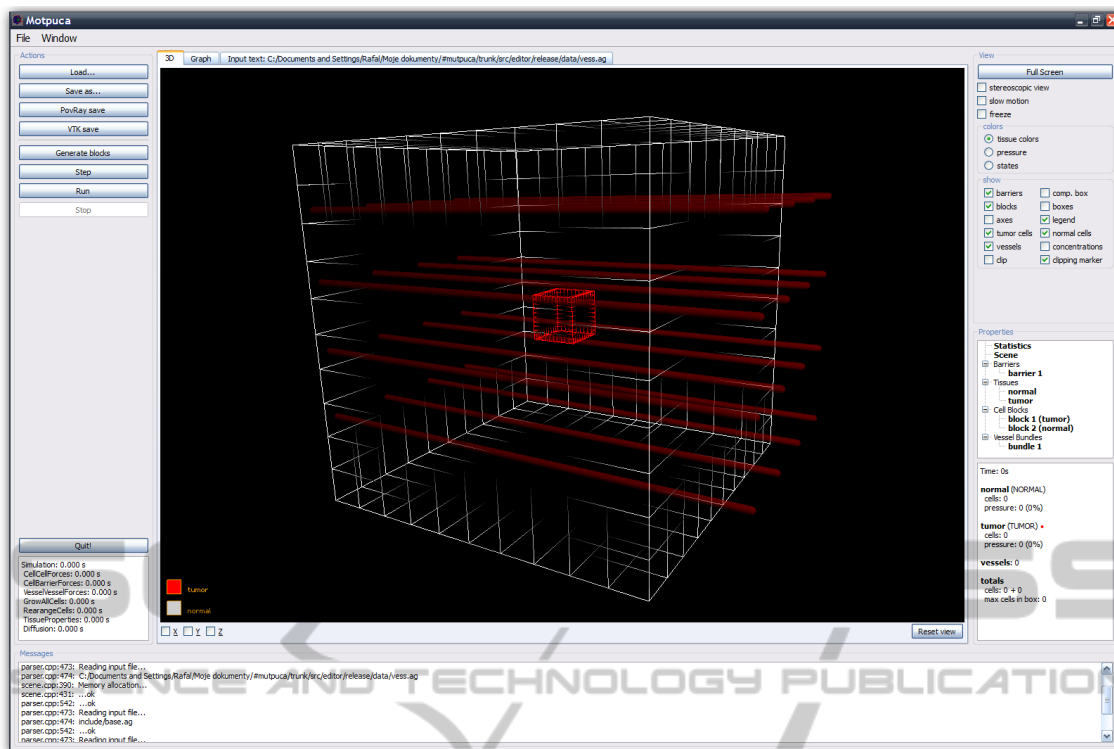 Motpuca
File Window
Actions
Load...
Save as...
PovRay save
VTK save
Generate blocks
Step
Run
Stop
Quit!
Simulation: 0.000 s
CellCellForces: 0.000 s
CellBarrierForces: 0.000 s
VesselVesselForces: 0.000 s
GrowAllCells: 0.000 s
RearangeCells: 0.000 s
TissueProperties: 0.000 s
Diffusion: 0.000 s
3D Graph Input text: C:/Documents and Settings/Rafal/Moje dokumenty/#mutpuca/trunk/src/editor/release/data/vess.ag
tumor
normal
X Y Z
Reset view
View
Full Screen
stereoscopic view
slow motion
freeze
colors
tissue colors
pressure
states
show
barriers comp. box
blocks boxes
axes legend
tumor cells normal cells
vessels concentrations
clip clipping marker
Properties
Statistics
Scene
Barriers
barrier 1
Tissues
normal
tumor
Cell Blocks
block 1 (tumor)
block 2 (normal)
Vessel Bundles
bundle 1
Time: 0s
normal (NORMAL)
cells: 0
pressure: 0 (0%)
tumor (TUMOR)
cells: 0
pressure: 0 (0%)
vessels: 0
totals
cells: 0 + 0
max cells in box: 0
Messages
parser.cpp:473: Reading input file...
parser.cpp:474: C:/Documents and Settings/Rafal/Moje dokumenty/#mutpuca/trunk/src/editor/release/data/vess.ag
scene.cpp:390: Memory allocation...
scene.cpp:431: ...ok
parser.cpp:542: ...ok
parser.cpp:473: Reading input file...
parser.cpp:474: include/base.ag
parser.cpp:542: ...ok
parser.cpp:473: Reading input file...
SCIENCE AND TECHNOLOGY PUBLICATION